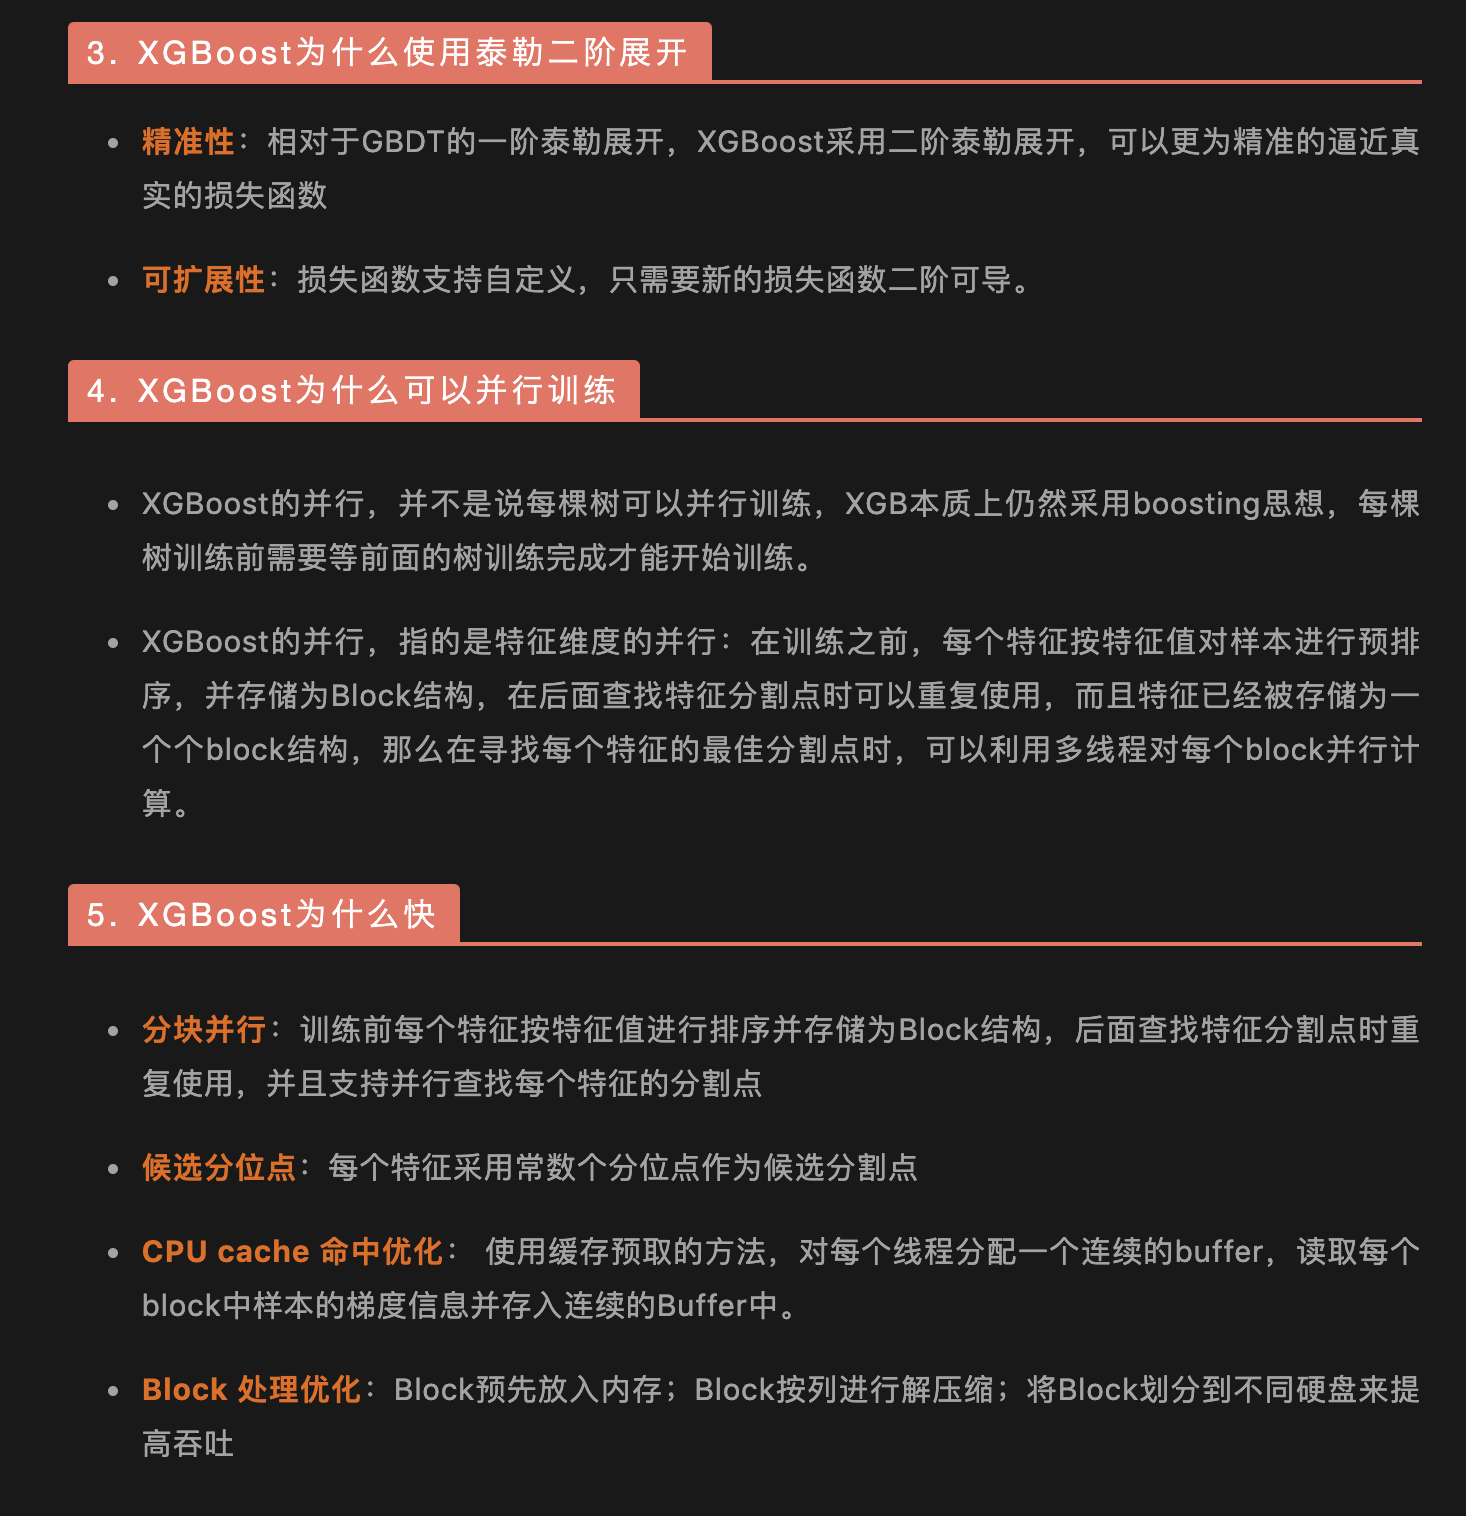 3. XGBoost为什么使用泰勒二阶展开
精准性：相对于GBDT的一阶泰勒展开，XGBoost采用二阶泰勒展开，可以更为精准的逼近真
实的损失函数
可扩展性：损失函数支持自定义，只需要新的损失函数二阶可导。
4. XGBoost为什么可以并行训练
XGBoost的并行，并不是说每棵树可以并行训练，XGB本质上仍然采用boosting思想，每棵
树训练前需要等前面的树训练完成才能开始训练。
XGBoost的并行，指的是特征维度的并行：在训练之前，每个特征按特征值对样本进行预排
序，并存储为Block结构，在后面查找特征分割点时可以重复使用，而且特征已经被存储为一
个个block结构，那么在寻找每个特征的最佳分割点时，可以利用多线程对每个block并行计
算。
5. XGBoost为什么快
分块并行：训练前每个特征按特征值进行排序并存储为Block结构，后面查找特征分割点时重
复使用，并且支持并行查找每个特征的分割点
候选分位点：每个特征采用常数个分位点作为候选分割点
CPU cache 命中优化： 使用缓存预取的方法，对每个线程分配一个连续的buffer，读取每个
block中样本的梯度信息并存入连续的Buffer中。
Block 处理优化：Block预先放入内存；Block按列进行解压缩；将Block划分到不同硬盘来提
高吞吐